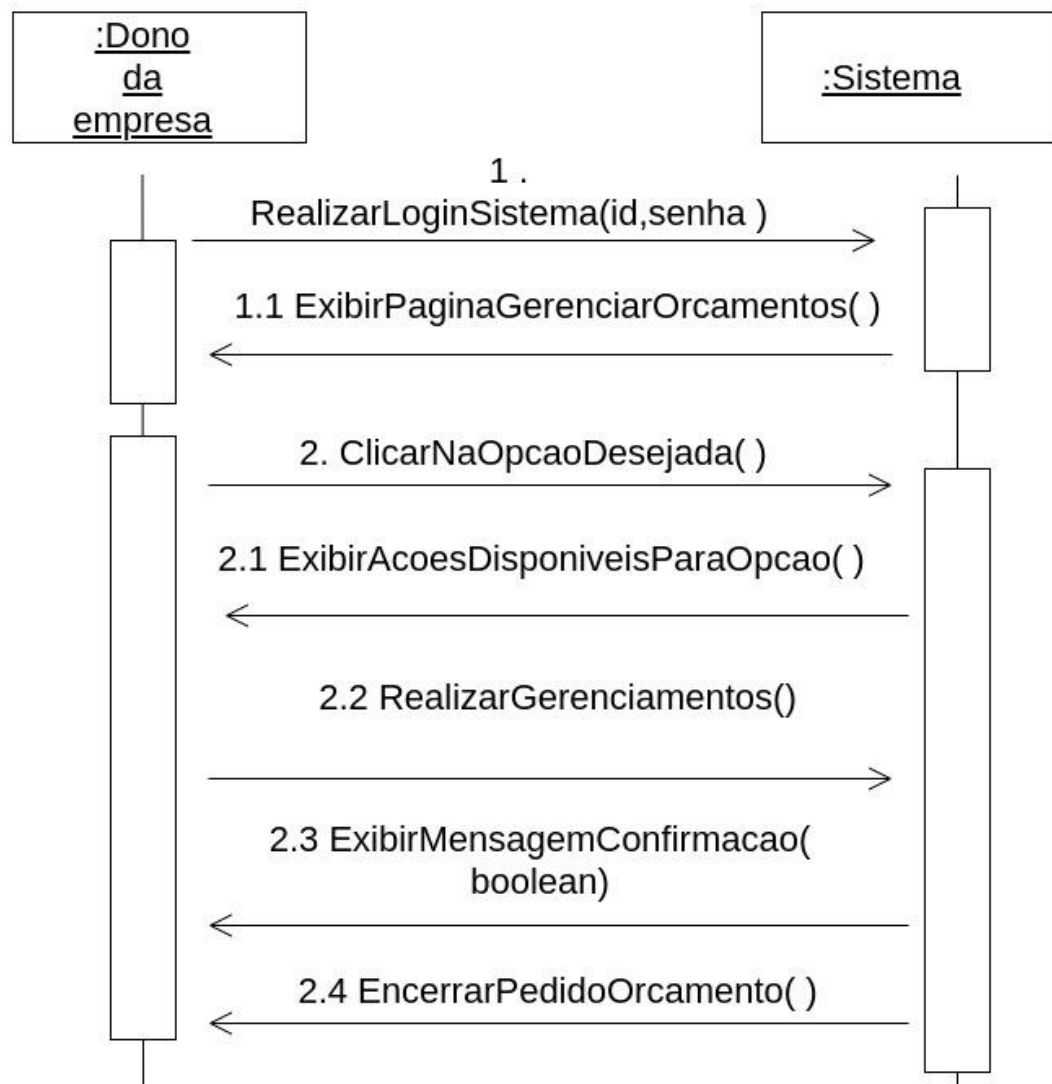 :Dono
da
empresa
:Sistema
1 .
RealizarLoginSistema(id,senha )
1.1 ExibirPaginaGerenciarOrcamentos( )
2. ClicarNaOpcaoDesejada( )
2.1 ExibirAcoesDisponiveisParaOpcao( )
2.2 RealizarGerenciamentos()
2.3 ExibirMensagemConfirmacao(
boolean)
2.4 EncerrarPedidoOrcamento( )